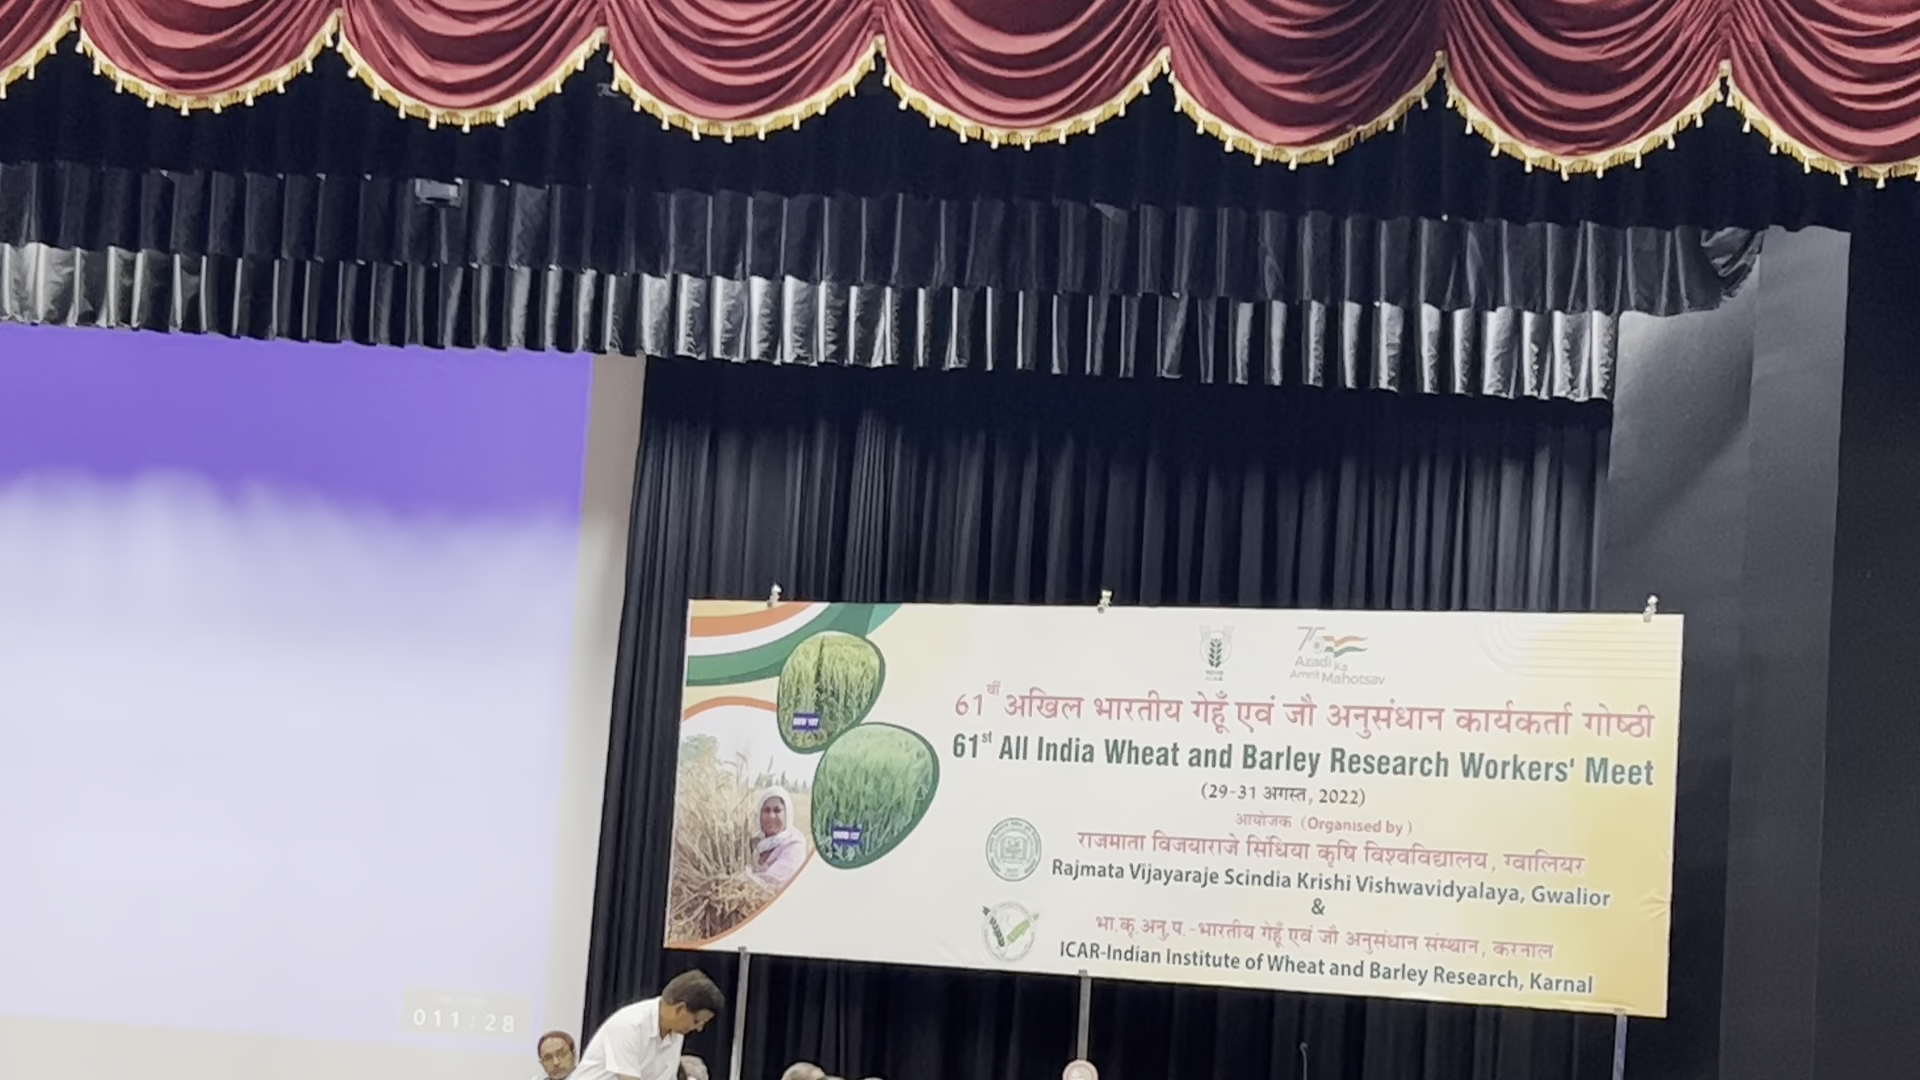 75
Azadi Ka
Amrit Mahotsav
61वीं अखिल भारतीय गेहूँ एवं जौ अनुसंधान कार्यकर्ता गोष्ठी
61st All India Wheat and Barley Research Workers' Meet
(29-31 अगस्त, 2022)
आयोजक (Organised by)
राजमाता विजयाराजे सिंधिया कृषि विश्वविद्यालय, ग्वालियर
Rajmata Vijayaraje Scindia Krishi Vishwavidyalaya, Gwalior
&
भा.कृ.अनु.प.-भारतीय गेहूँ एवं जौ अनुसंधान संस्थान, करनाल
ICAR-Indian Institute of Wheat and Barley Research, Karnal
011:28